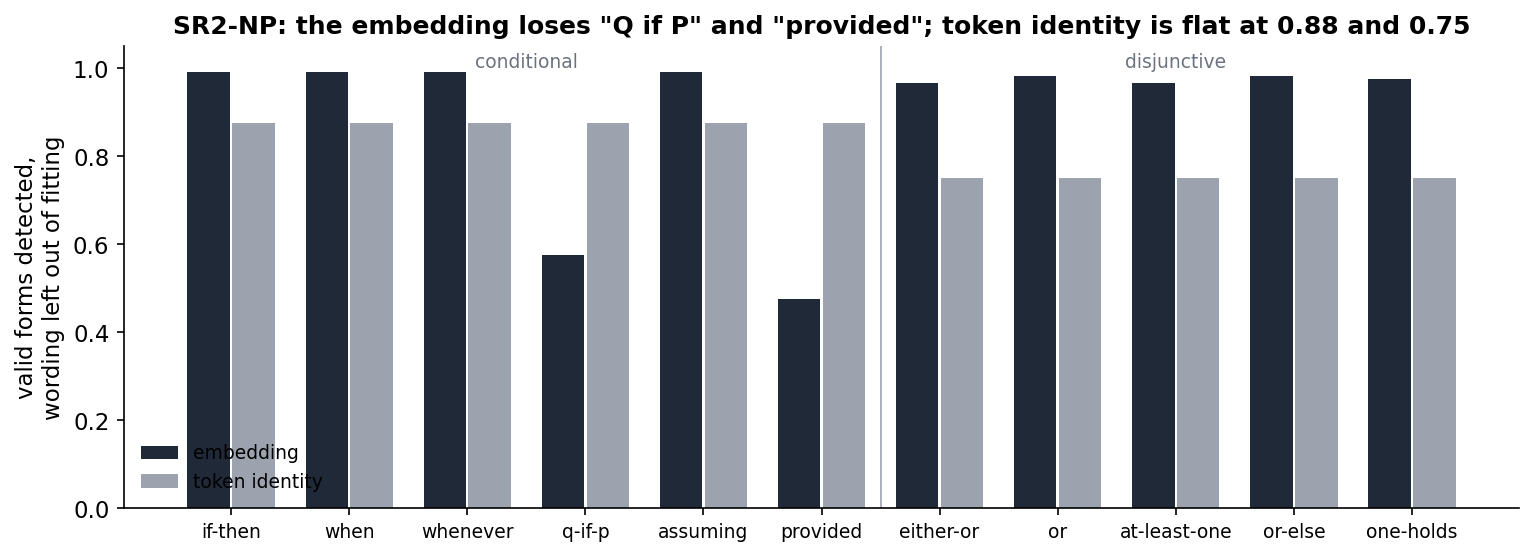 SR2-NP: the embedding loses "Q if P" and "provided"; token identity is flat at 0.88 and 0.75
conditional
disjunctive
valid forms detected,
wording left out of fitting
1.0
0.8
0.6
0.4
0.2
0.0
embedding
token identity
if-then
when
whenever
q-if-p
assuming
provided
either-or
or
at-least-one
or-else
one-holds